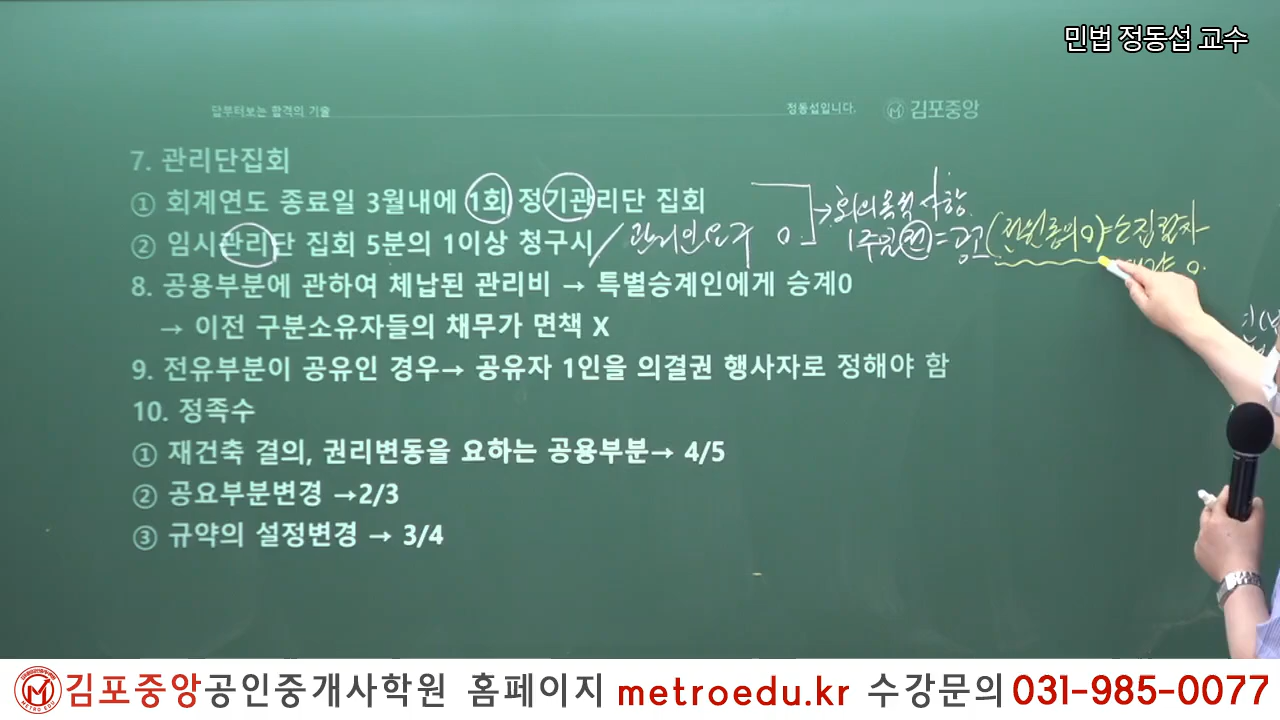 민법 정동섭 교수
답부터보는 합격의 기술
정동섭입니다.
김포중앙
7. 관리단집회
① 회계연도 종료일 3월내에 1회 정기관리단 집회
② 임시관리단 집회 5분의 1이상 청구시 / 관리인요구 0.
회의목적 사항.
1주일전 = 공고 (전원동의 0) 소집절차
0.
8. 공용부분에 관하여 체납된 관리비 → 특별승계인에게 승계0
→ 이전 구분소유자들의 채무가 면책 X
9. 전유부분이 공유인 경우→ 공유자 1인을 의결권 행사자로 정해야 함
10. 정족수
① 재건축 결의, 권리변동을 요하는 공용부분→ 4/5
② 공요부분변경 →2/3
③ 규약의 설정변경 → 3/4
METRO EDU
김포중앙공인중개사학원 홈페이지 metroedu.kr 수강문의 031-985-0077